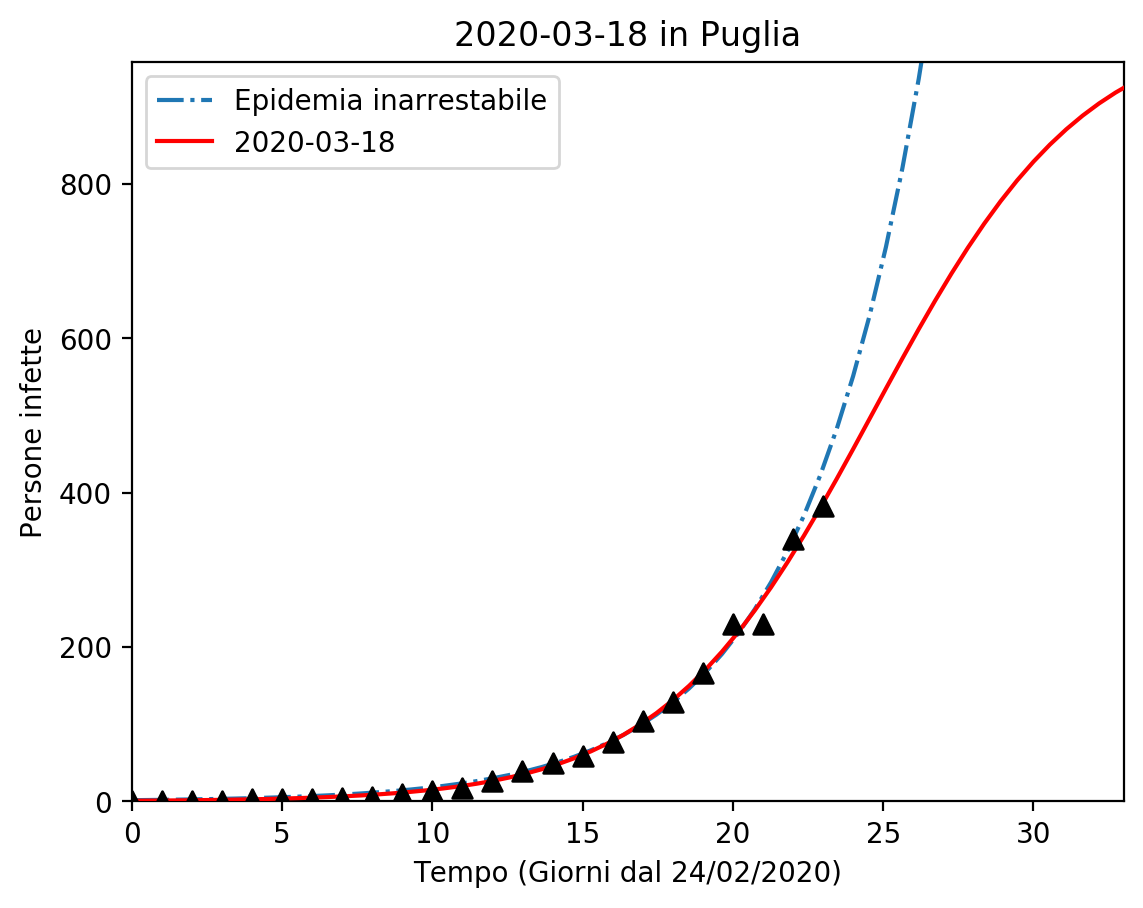 2020-03-18 in Puglia
Epidemia inarrestabile
2020-03-18
Persone infette
800
600
400
200
0
0 5 10 15 20 25 30
Tempo (Giorni dal 24/02/2020)